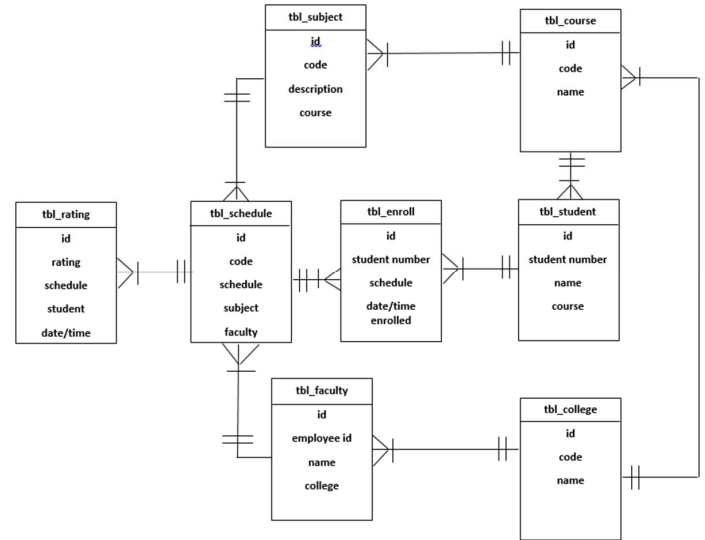 tbl_subject
id
code
description
course
tbl_course
id
code
name
tbl_rating
id
rating
schedule
student
date/time
tbl_schedule
id
code
schedule
subject
faculty
tbl_enroll
id
student number
schedule
date/time
enrolled
tbl_student
id
student number
name
course
tbl_faculty
id
employee id
name
college
tbl_college
id
code
name